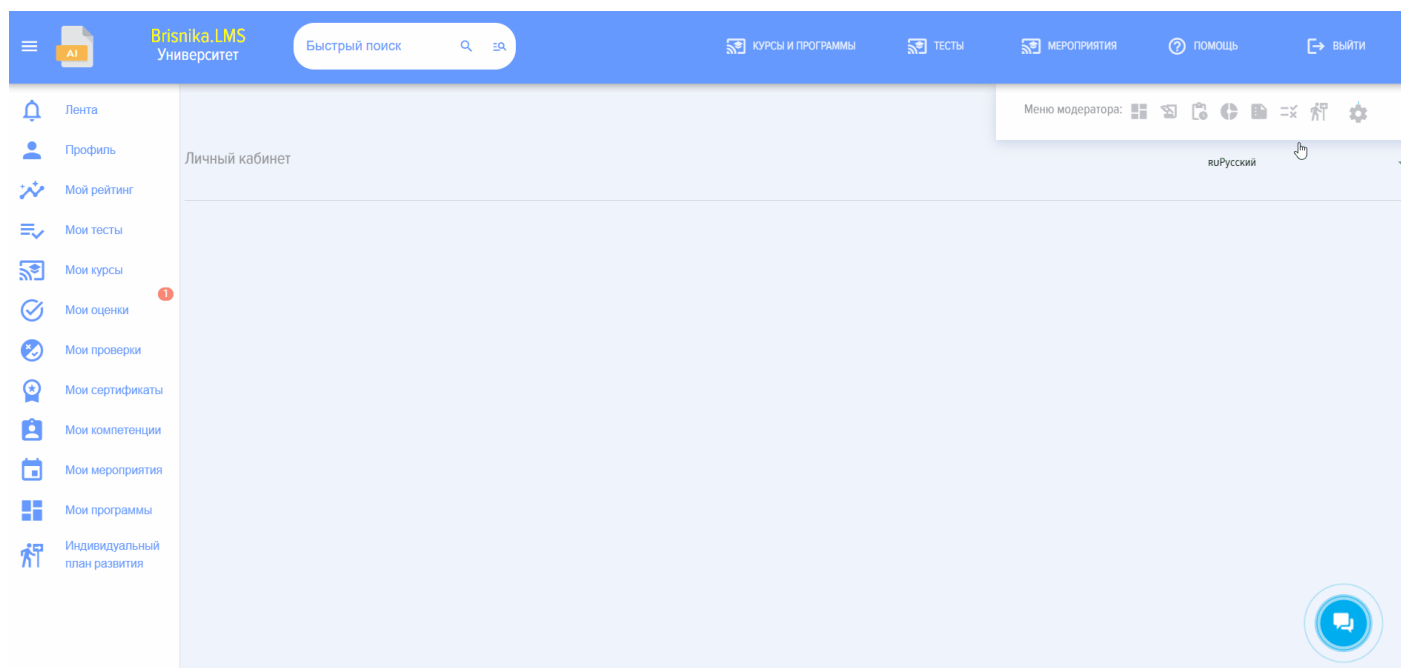 Brisnika.LMS
Университет
AI
Быстрый поиск
КУРСЫ И ПРОГРАММЫ
ТЕСТЫ
МЕРОПРИЯТИЯ
ПОМОЩЬ
ВЫЙТИ
Меню модератора:
Лента
Профиль
Личный кабинет
ʀᴜРусский
Мой рейтинг
Мои тесты
Мои курсы
1
Мои оценки
Мои проверки
Мои сертификаты
Мои компетенции
Мои мероприятия
Мои программы
Индивидуальный
план развития